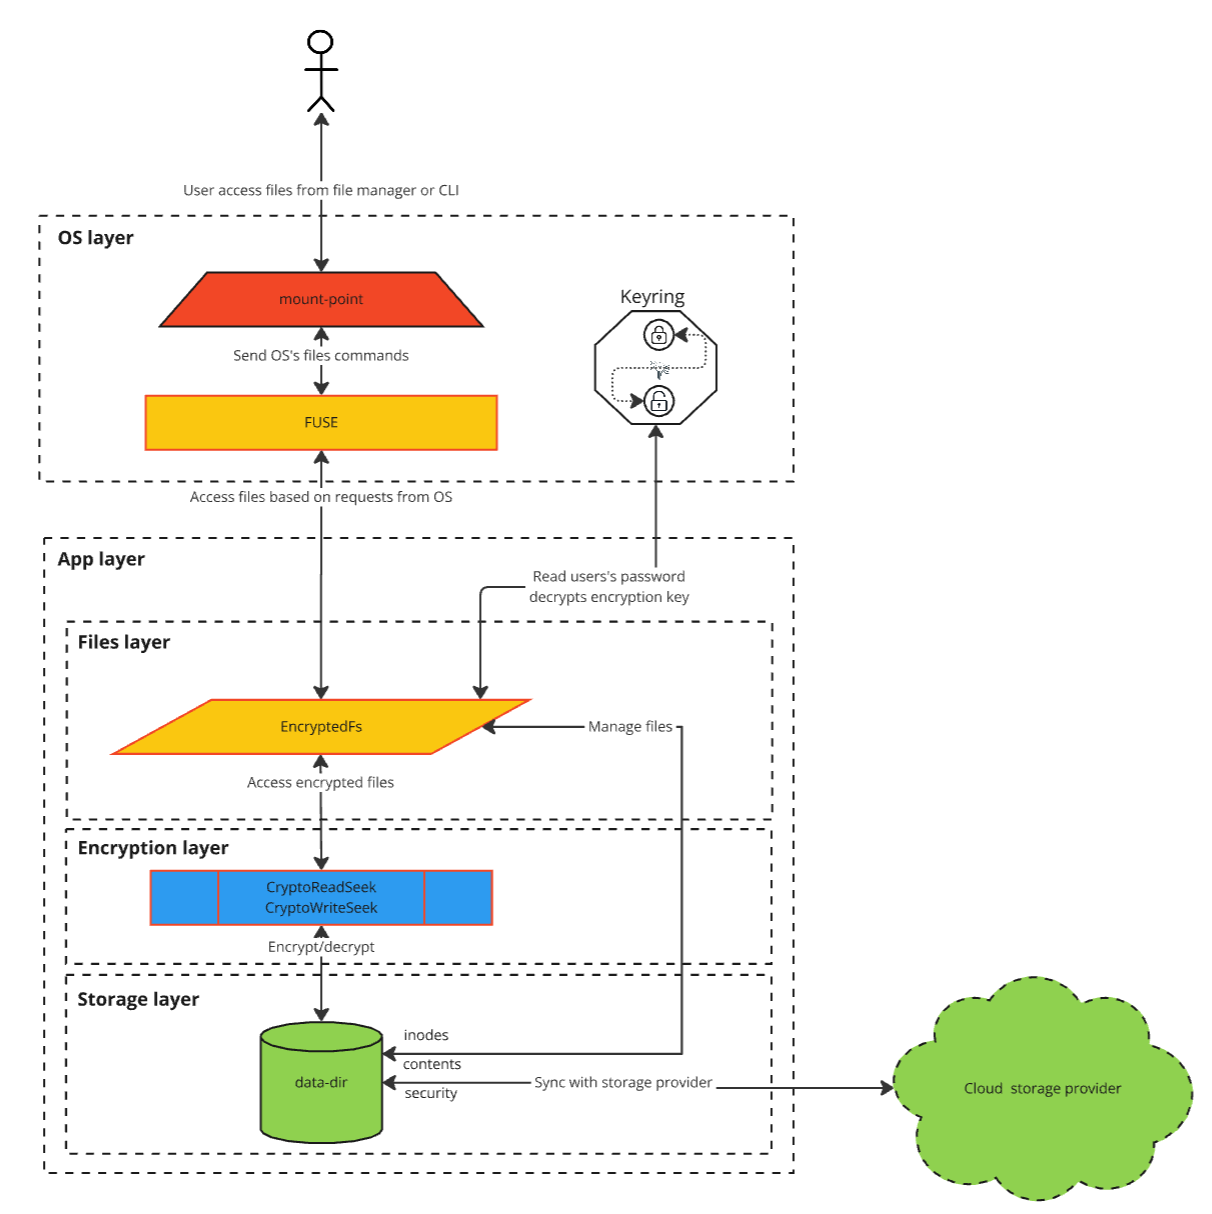 User access files from file manager or CLI
OS layer
mount-point
Keyring
Send OS's files commands
FUSE
Access files based on requests from OS
App layer
Read users's password
decrypts encryption key
Files layer
EncryptedFs
Manage files
Access encrypted files
Encryption layer
CryptoReadSeek
CryptoWriteSeek
Encrypt/decrypt
Storage layer
inodes
contents
data-dir
Sync with storage provider
security
Cloud storage provider